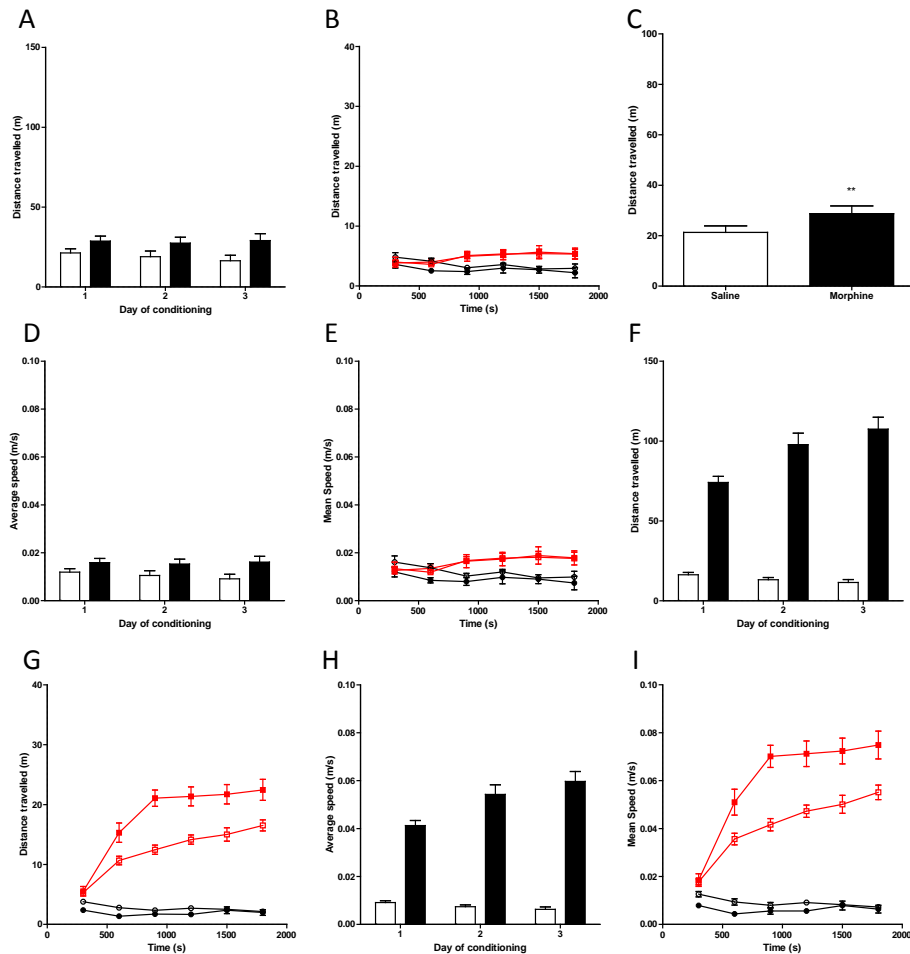 A
Distance travelled (m)
150
100
50
0
1
2
3
Day of conditioning
B
Distance travelled (m)
40
30
20
10
0
0
500
1000
1500
2000
Time (s)
C
Distance travelled (m)
100
80
60
40
20
0
**
Saline
Morphine
D
Average speed (m/s)
0.10
0.08
0.06
0.04
0.02
0.00
1
2
3
Day of conditioning
E
Mean Speed (m/s)
0.10
0.08
0.06
0.04
0.02
0.00
0
500
1000
1500
2000
Time (s)
F
Distance travelled (m)
150
100
50
0
1
2
3
Day of conditioning
G
Distance travelled (m)
40
30
20
10
0
0
500
1000
1500
2000
Time (s)
H
Average speed (m/s)
0.10
0.08
0.06
0.04
0.02
0.00
1
2
3
Day of conditioning
I
Mean Speed (m/s)
0.10
0.08
0.06
0.04
0.02
0.00
0
500
1000
1500
2000
Time (s)